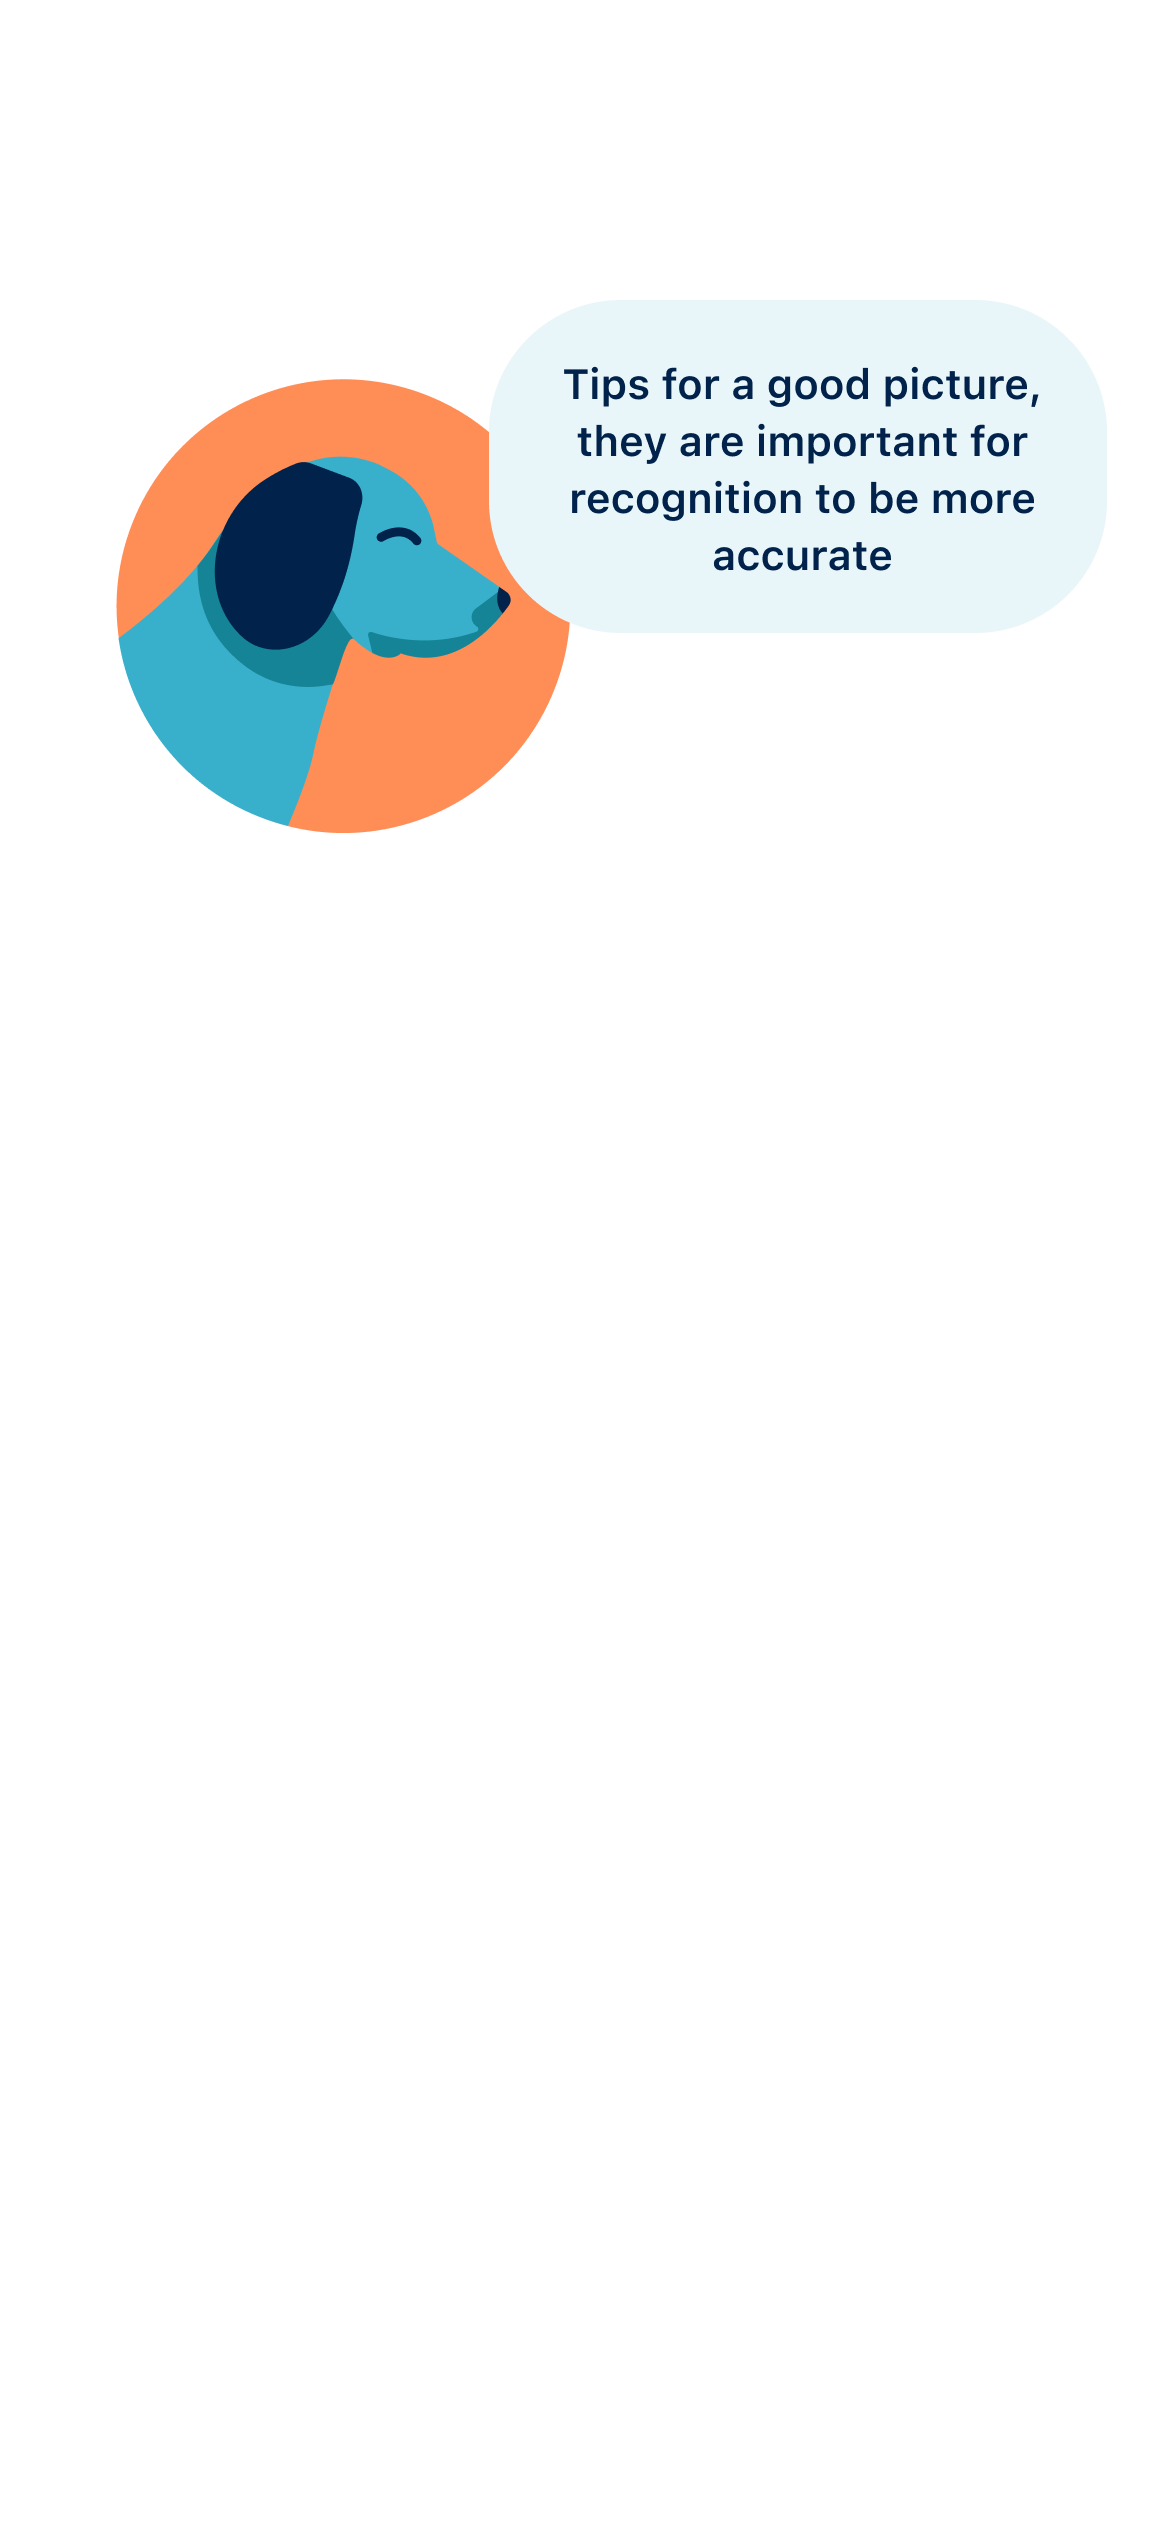 Tips for a good picture,
they are important for
recognition to be more
accurate